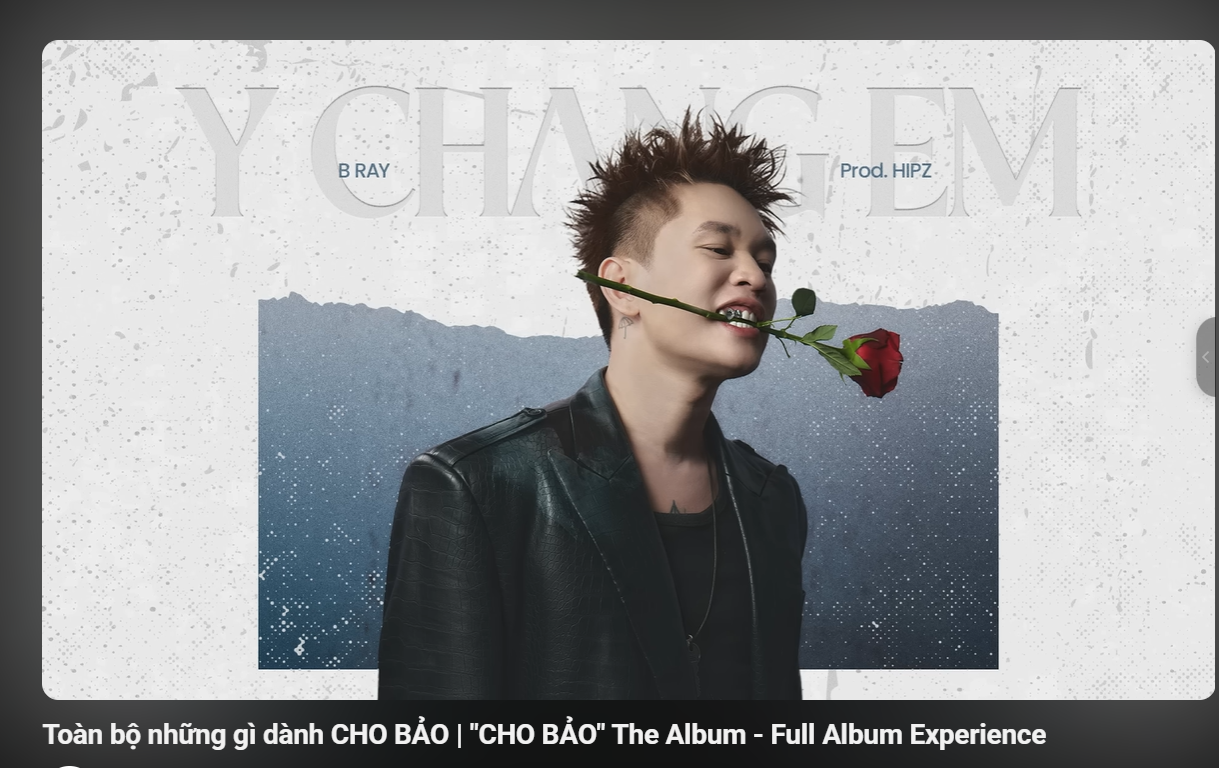 Y CHANG EM
B RAY
Prod. HIPZ
Toàn bộ những gì dành CHO BẢO | "CHO BẢO" The Album - Full Album Experience